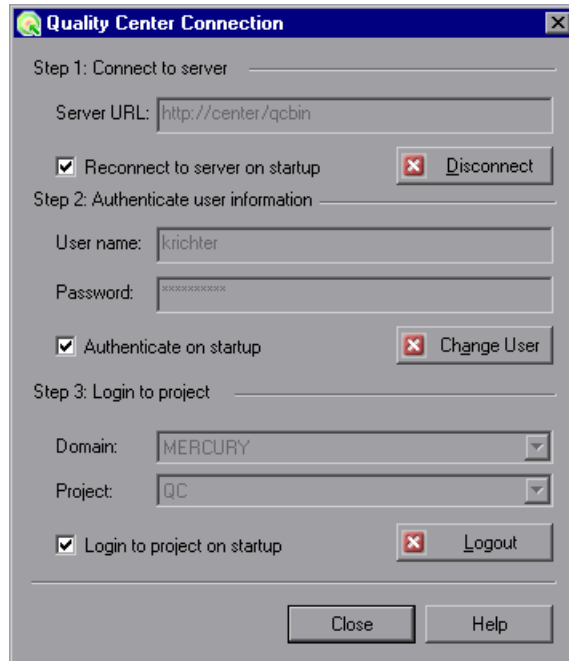 Quality Center Connection
Step 1: Connect to server
Server URL: http://center/qcbin
Reconnect to server on startup Disconnect
Step 2: Authenticate user information
User name: krichter
Password: **********
Authenticate on startup Change User
Step 3: Login to project
Domain: MERCURY
Project: QC
Login to project on startup Logout
Close Help